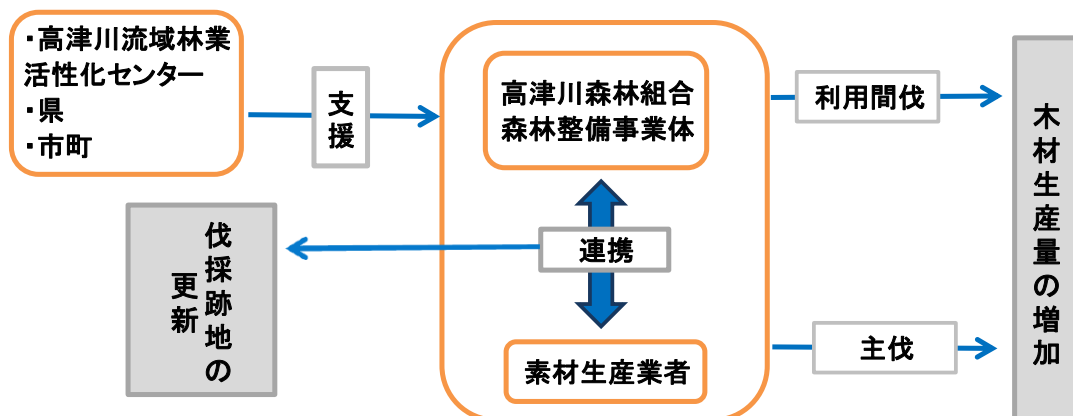 ・高津川流域林業
活性化センター
・県
・市町
支援
高津川森林組合
森林整備事業体
連携
素材生産業者
利用間伐
主伐
木材生産量の増加
伐採跡地の
更新